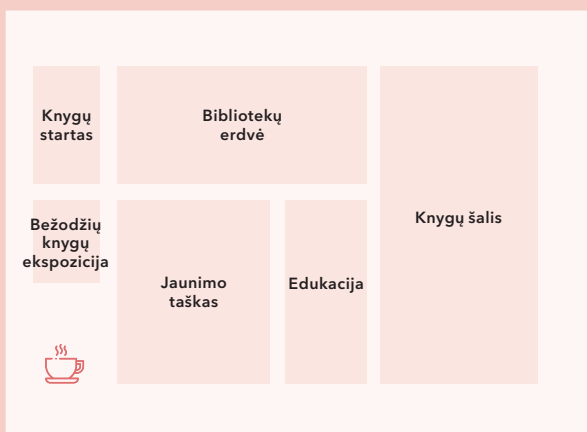 Knygų
startas
Bibliotekų
erdvė
Knygų šalis
Bežodžių
knygų
ekspozicija
Jaunimo
taškas
Edukacija